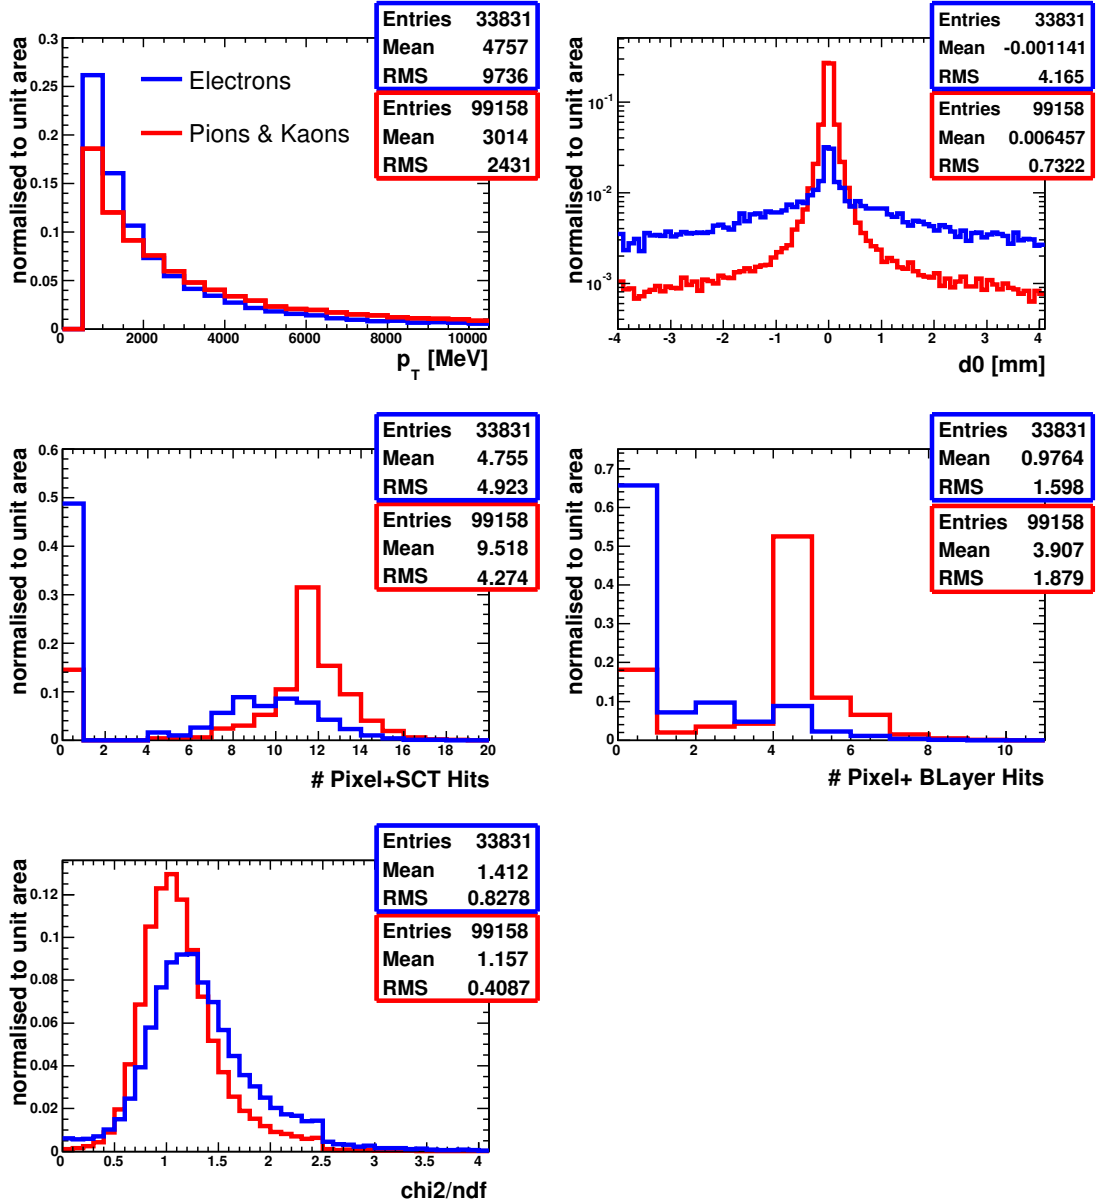 Entries 33831
Mean 4757
RMS 9736
Entries 99158
Mean 3014
RMS 2431
Electrons
Pions & Kaons
normalised to unit area
0.3
0.25
0.2
0.15
0.1
0.05
0
0 2000 4000 6000 8000 10000
p_T [MeV]
Entries 33831
Mean -0.001141
RMS 4.165
Entries 99158
Mean 0.006457
RMS 0.7322
normalised to unit area
10^-1
10^-2
10^-3
-4 -3 -2 -1 0 1 2 3 4
d0 [mm]
Entries 33831
Mean 4.755
RMS 4.923
Entries 99158
Mean 9.518
RMS 4.274
normalised to unit area
0.6
0.5
0.4
0.3
0.2
0.1
0
0 2 4 6 8 10 12 14 16 18 20
# Pixel+SCT Hits
Entries 33831
Mean 0.9764
RMS 1.598
Entries 99158
Mean 3.907
RMS 1.879
normalised to unit area
0.7
0.6
0.5
0.4
0.3
0.2
0.1
0
0 2 4 6 8 10
# Pixel+ BLayer Hits
Entries 33831
Mean 1.412
RMS 0.8278
Entries 99158
Mean 1.157
RMS 0.4087
normalised to unit area
0.12
0.1
0.08
0.06
0.04
0.02
0
0 0.5 1 1.5 2 2.5 3 3.5 4
chi2/ndf